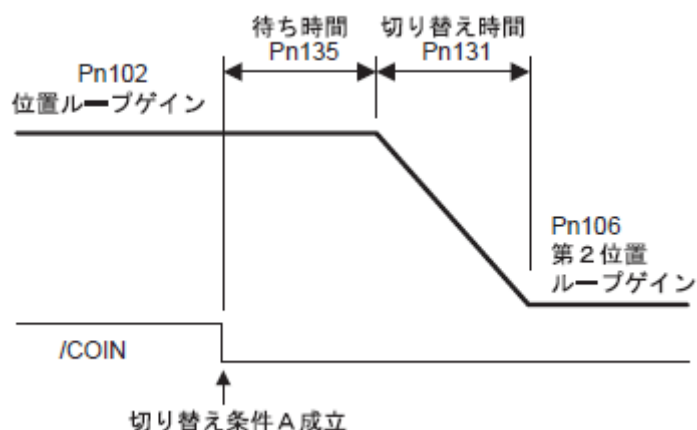 待ち時間
Pn135
切り替え時間
Pn131
Pn102
位置ループゲイン
Pn106
第２位置
ループゲイン
/COIN
切り替え条件Ａ成立